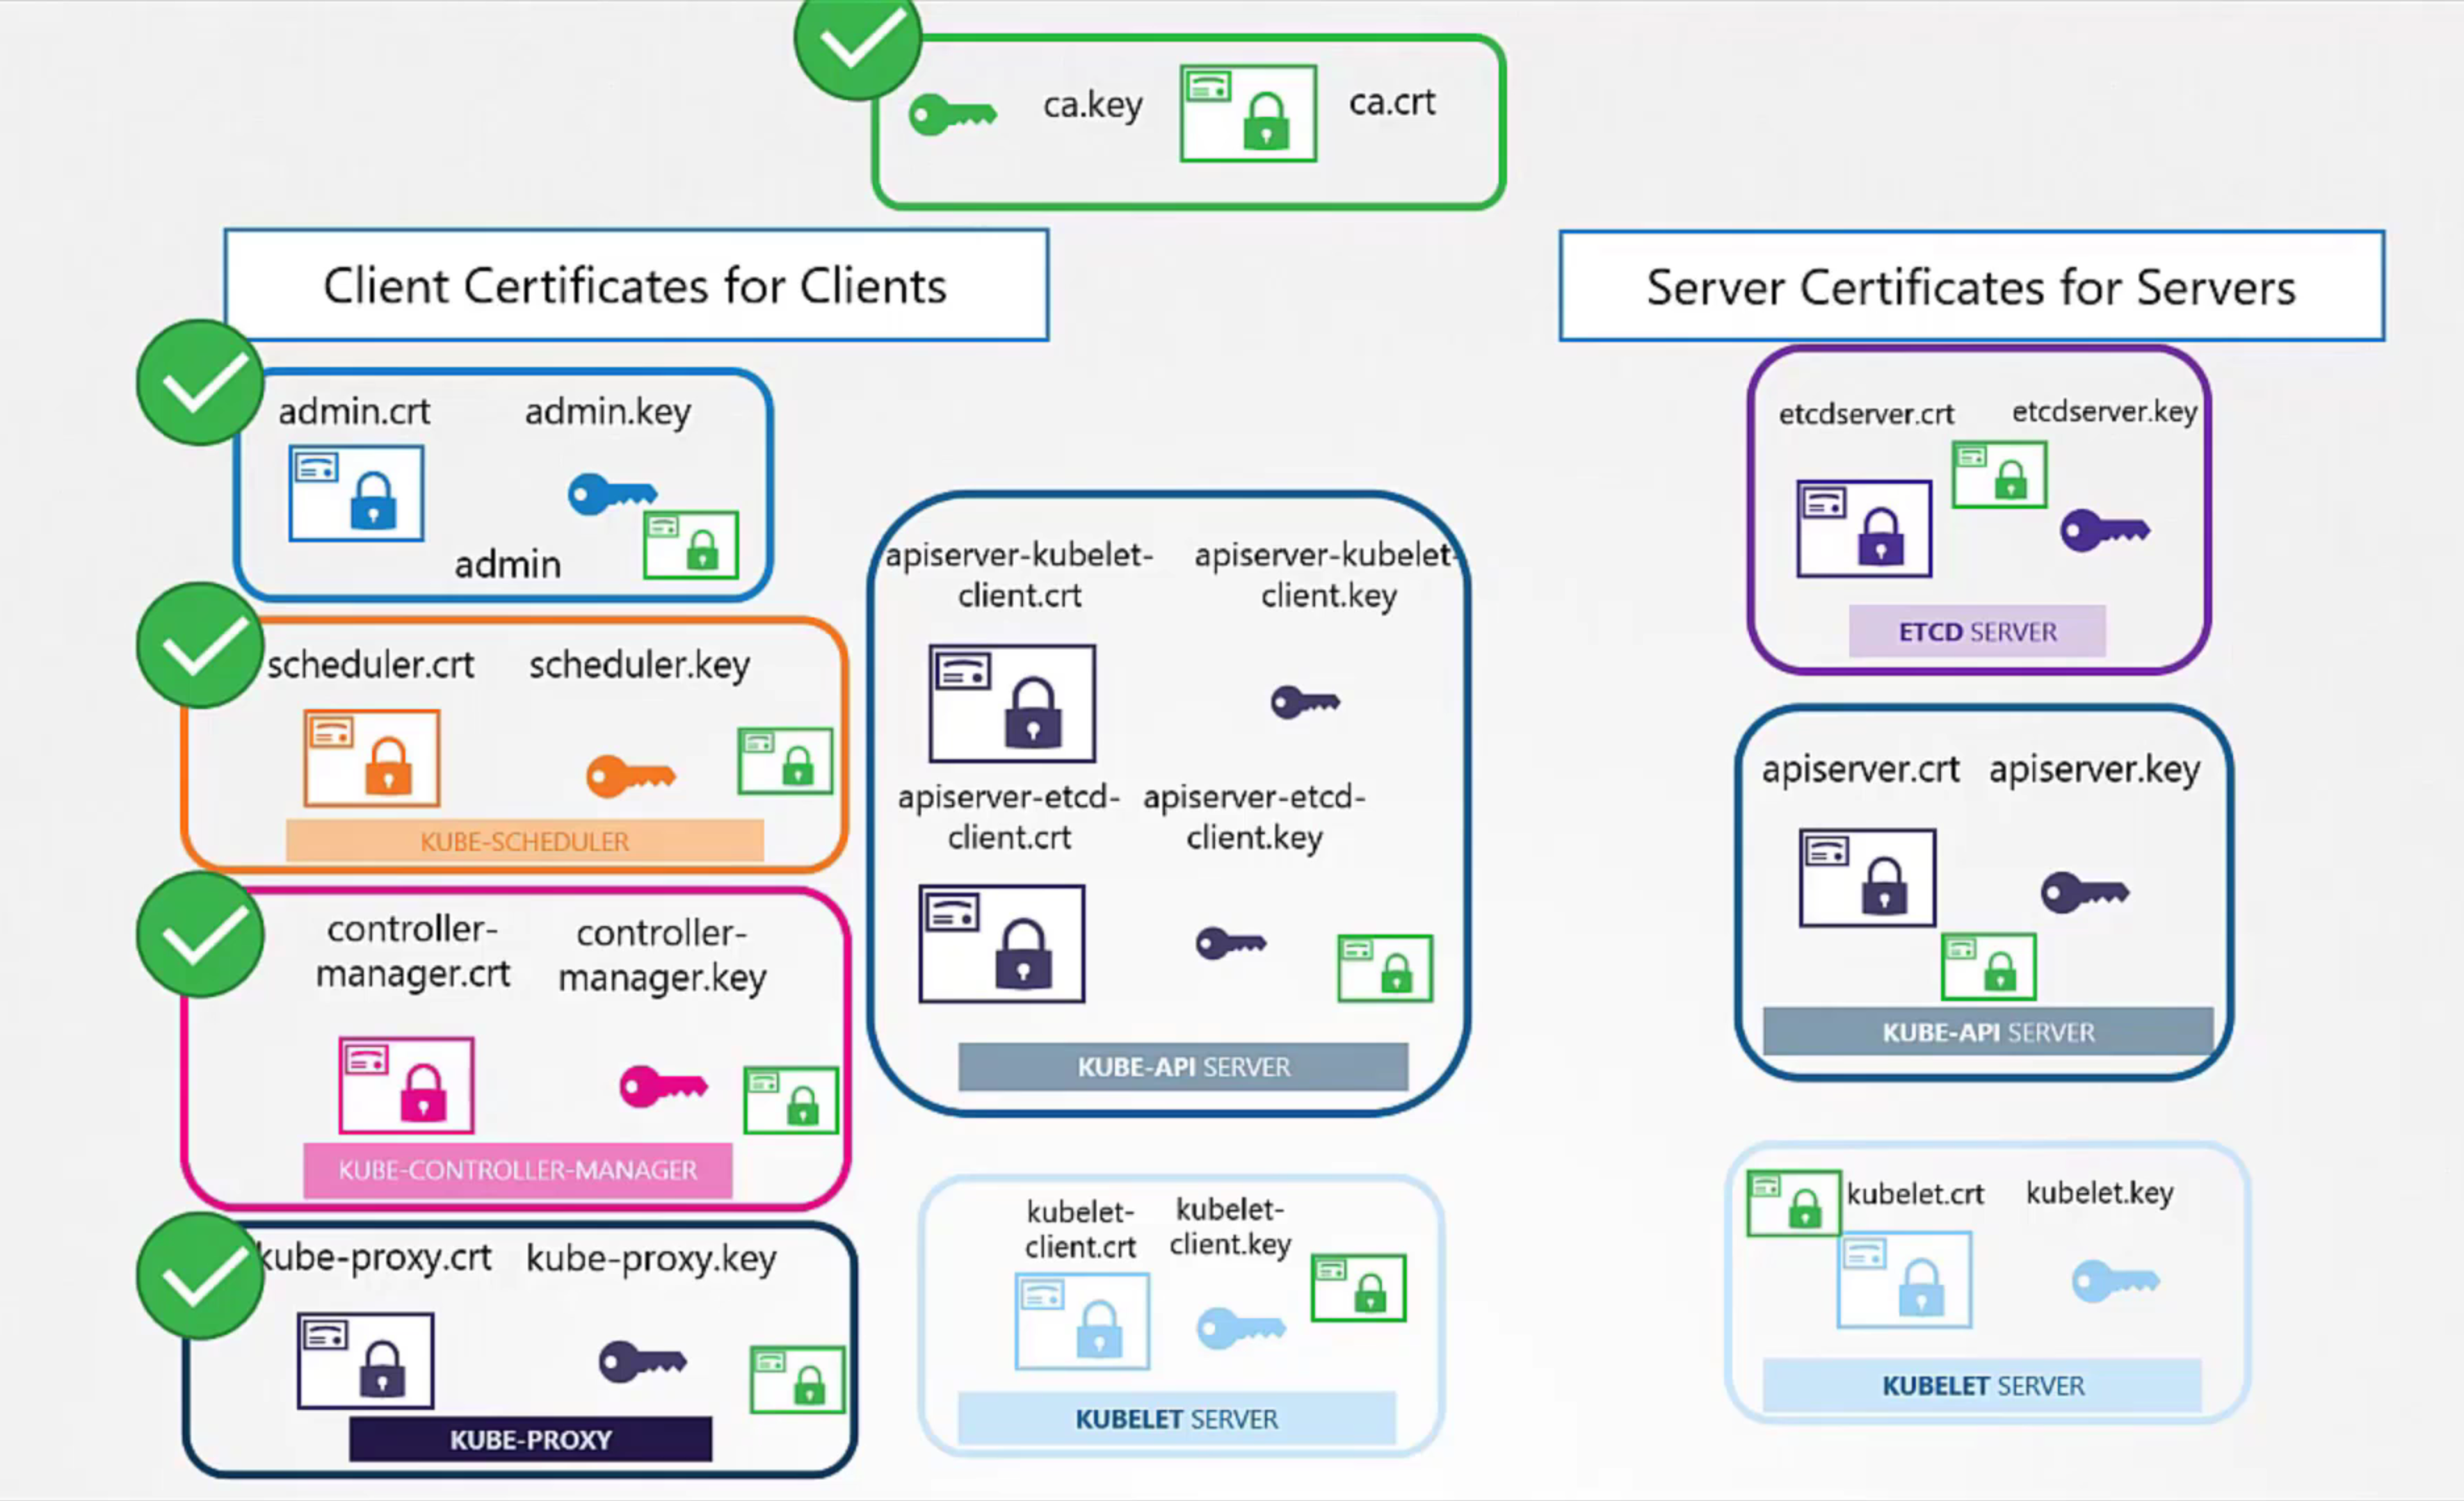 ca.key
ca.crt
Client Certificates for Clients
Server Certificates for Servers
admin.crt
admin.key
admin
scheduler.crt
scheduler.key
KUBE-SCHEDULER
controller-
manager.crt
controller-
manager.key
KUBE-CONTROLLER-MANAGER
kube-proxy.crt
kube-proxy.key
KUBE-PROXY
apiserver-kubelet-
client.crt
apiserver-kubelet-
client.key
apiserver-etcd-
client.crt
apiserver-etcd-
client.key
KUBE-API SERVER
kubelet-
client.crt
kubelet-
client.key
KUBELET SERVER
etcdserver.crt
etcdserver.key
ETCD SERVER
apiserver.crt
apiserver.key
KUBE-API SERVER
kubelet.crt
kubelet.key
KUBELET SERVER